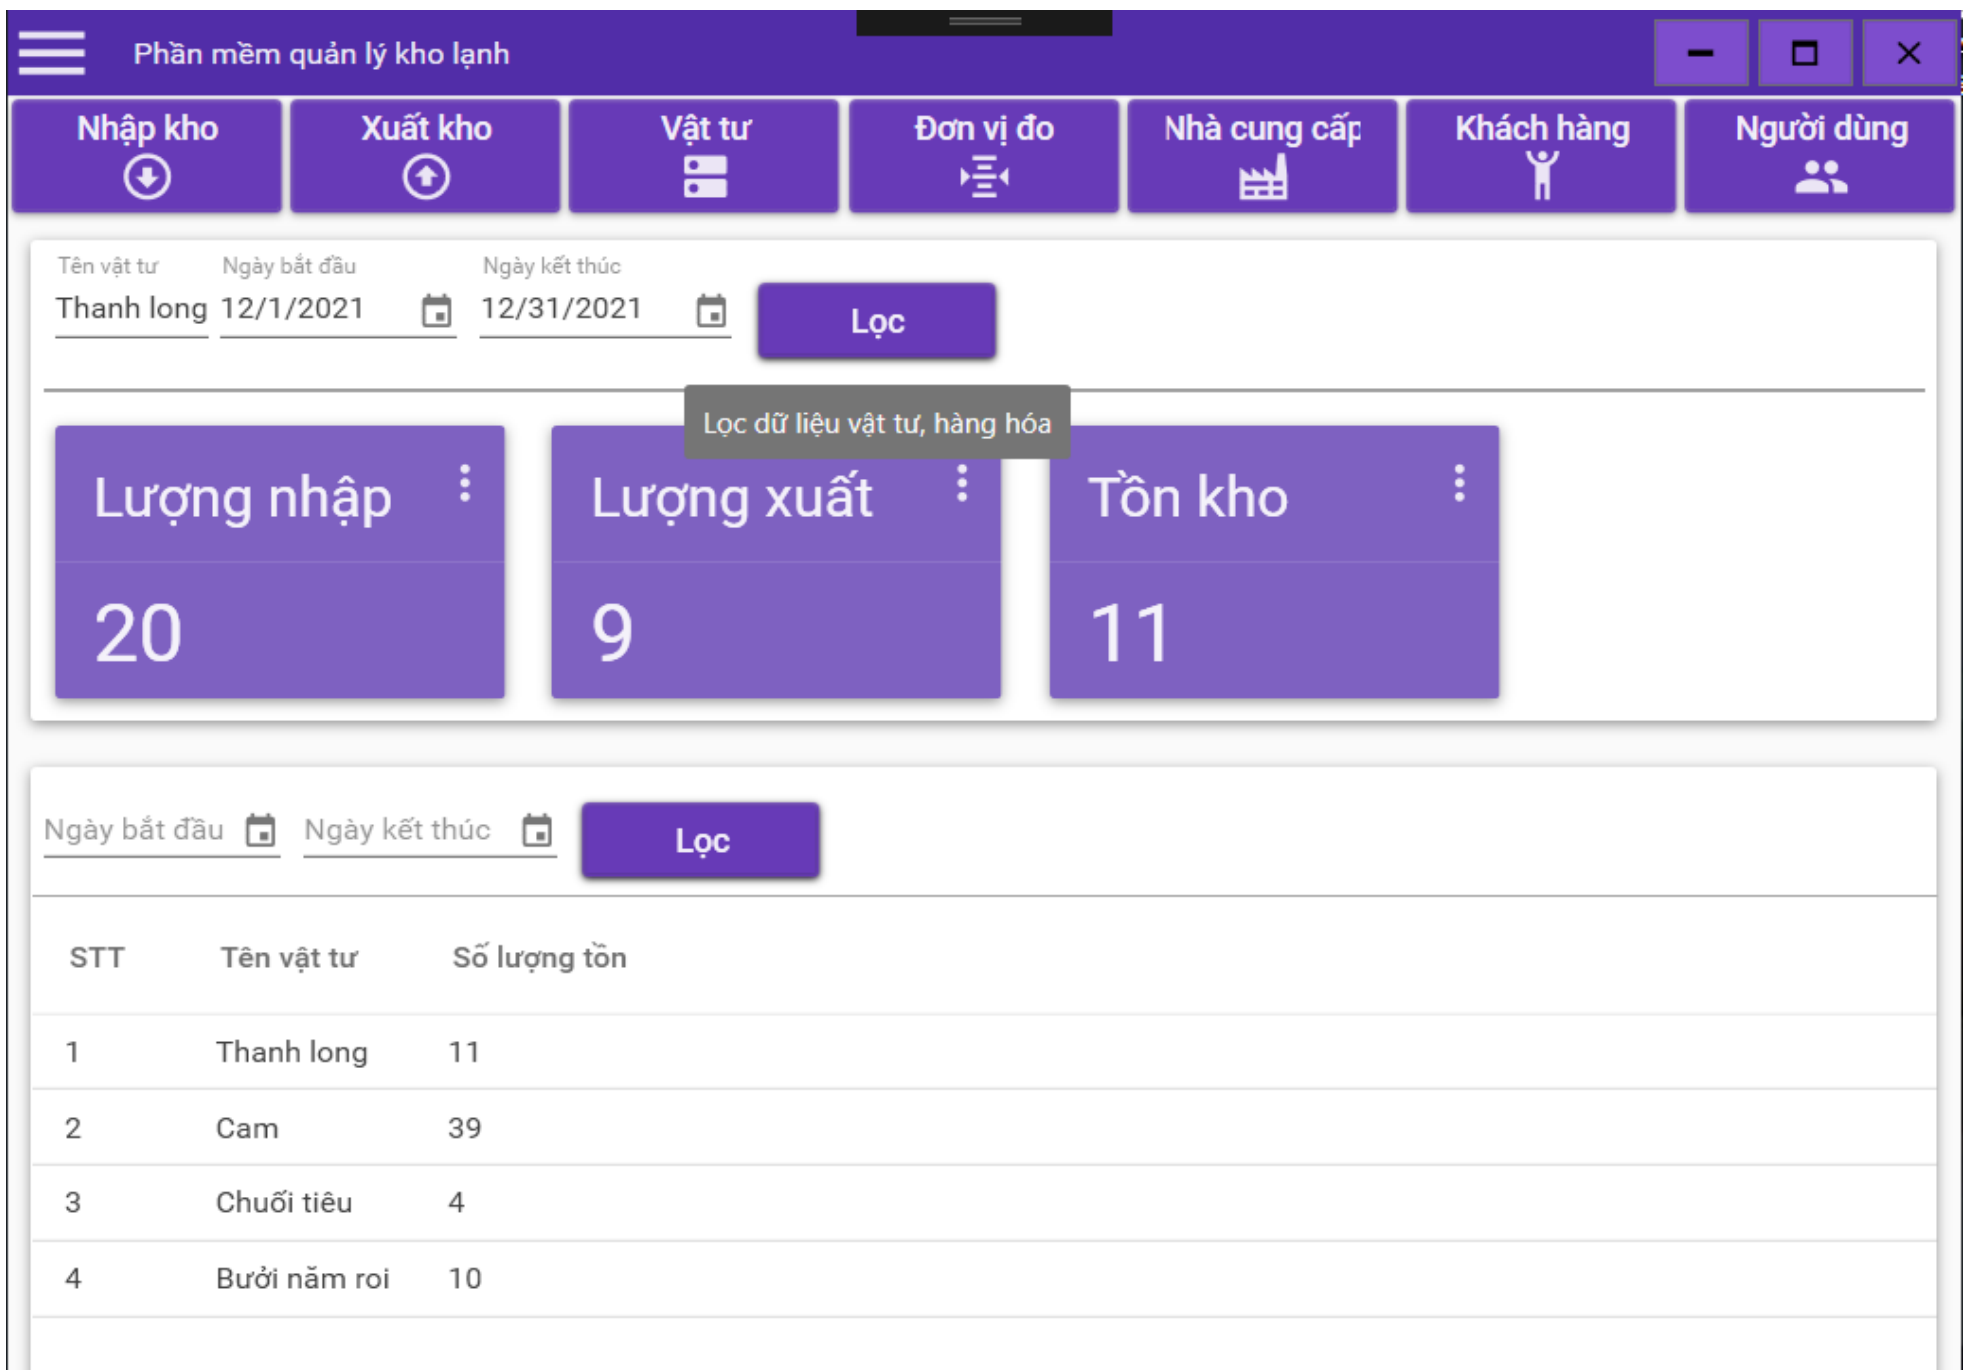 Phần mềm quản lý kho lạnh
Nhập kho Xuất kho Vật tư Đơn vị đo Nhà cung cấp Khách hàng Người dùng
Tên vật tư Ngày bắt đầu Ngày kết thúc
Thanh long 12/1/2021 12/31/2021 Lọc
Lọc dữ liệu vật tư, hàng hóa
Lượng nhập Lượng xuất Tồn kho
20 9 11
Ngày bắt đầu Ngày kết thúc Lọc
STT Tên vật tư Số lượng tồn
1 Thanh long 11
2 Cam 39
3 Chuối tiêu 4
4 Bưởi năm roi 10